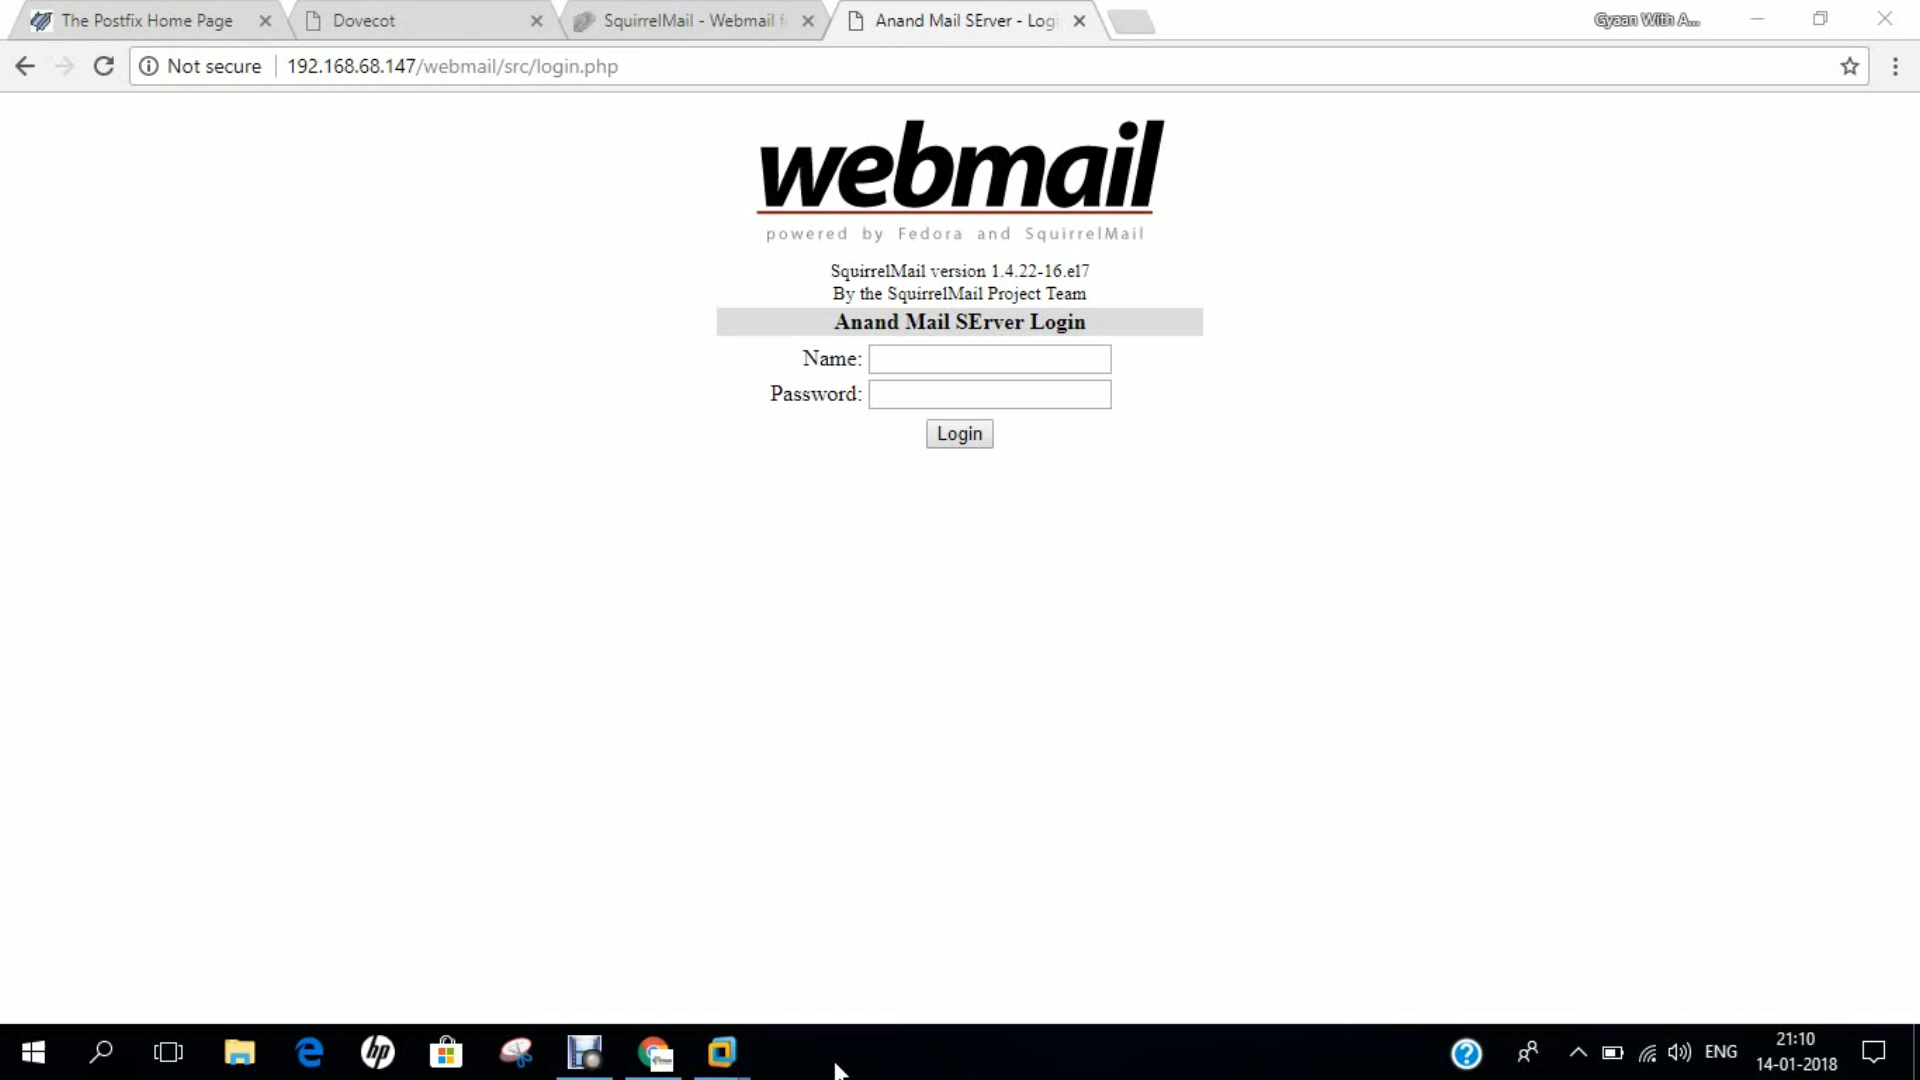 The Postfix Home Page
Dovecot
SquirrelMail - Webmail f
Anand Mail SErver - Logi
Gyaan With A...
Not secure
192.168.68.147/webmail/src/login.php
webmail
powered by Fedora and SquirrelMail
SquirrelMail version 1.4.22-16.el7
By the SquirrelMail Project Team
Anand Mail SErver Login
Name:
Password:
Login
hp
ENG
21:10
14-01-2018